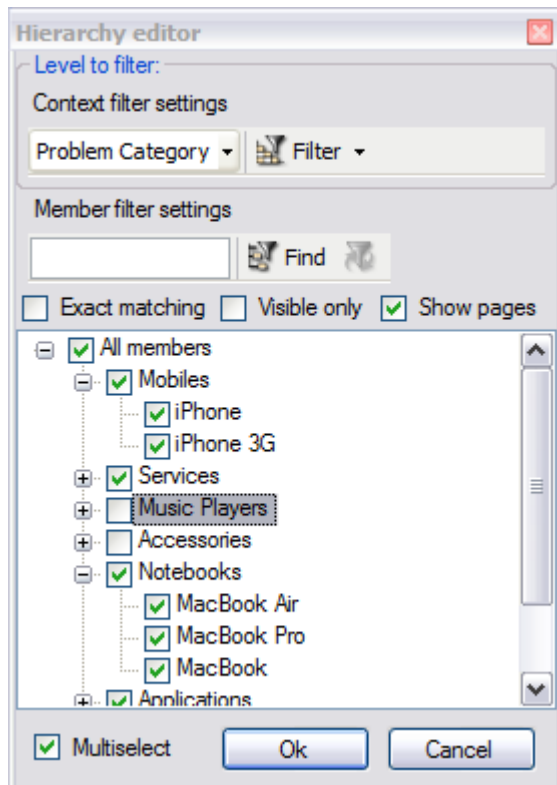 Hierarchy editor
Level to filter:
Context filter settings
Problem Category Filter
Member filter settings
Find
Exact matching Visible only Show pages
All members
Mobiles
iPhone
iPhone 3G
Services
Music Players
Accessories
Notebooks
MacBook Air
MacBook Pro
MacBook
Applications
Multiselect Ok Cancel